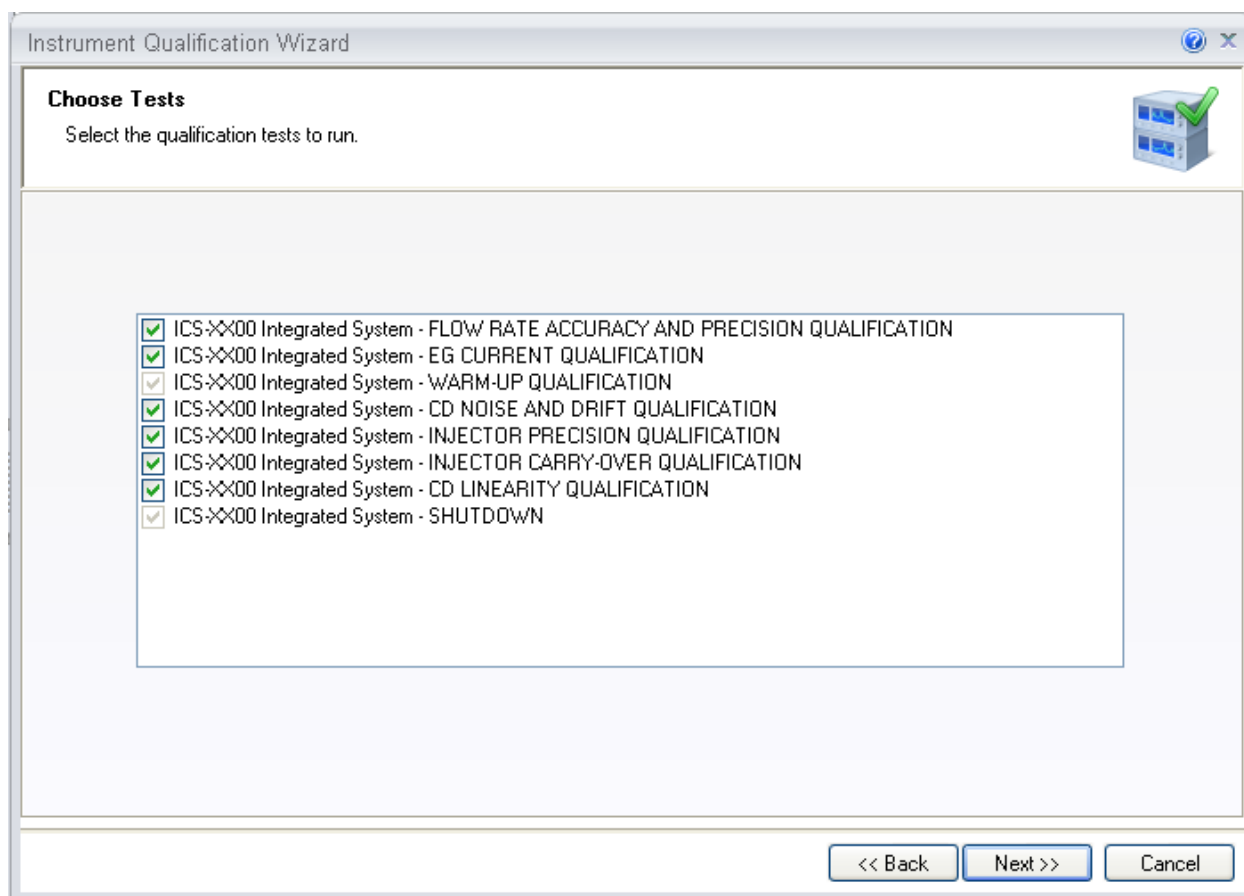 Instrument Qualification Wizard
Choose Tests
Select the qualification tests to run.
ICS-XX00 Integrated System - FLOW RATE ACCURACY AND PRECISION QUALIFICATION
ICS-XX00 Integrated System - EG CURRENT QUALIFICATION
ICS-XX00 Integrated System - WARM-UP QUALIFICATION
ICS-XX00 Integrated System - CD NOISE AND DRIFT QUALIFICATION
ICS-XX00 Integrated System - INJECTOR PRECISION QUALIFICATION
ICS-XX00 Integrated System - INJECTOR CARRY-OVER QUALIFICATION
ICS-XX00 Integrated System - CD LINEARITY QUALIFICATION
ICS-XX00 Integrated System - SHUTDOWN
<< Back
Next >>
Cancel